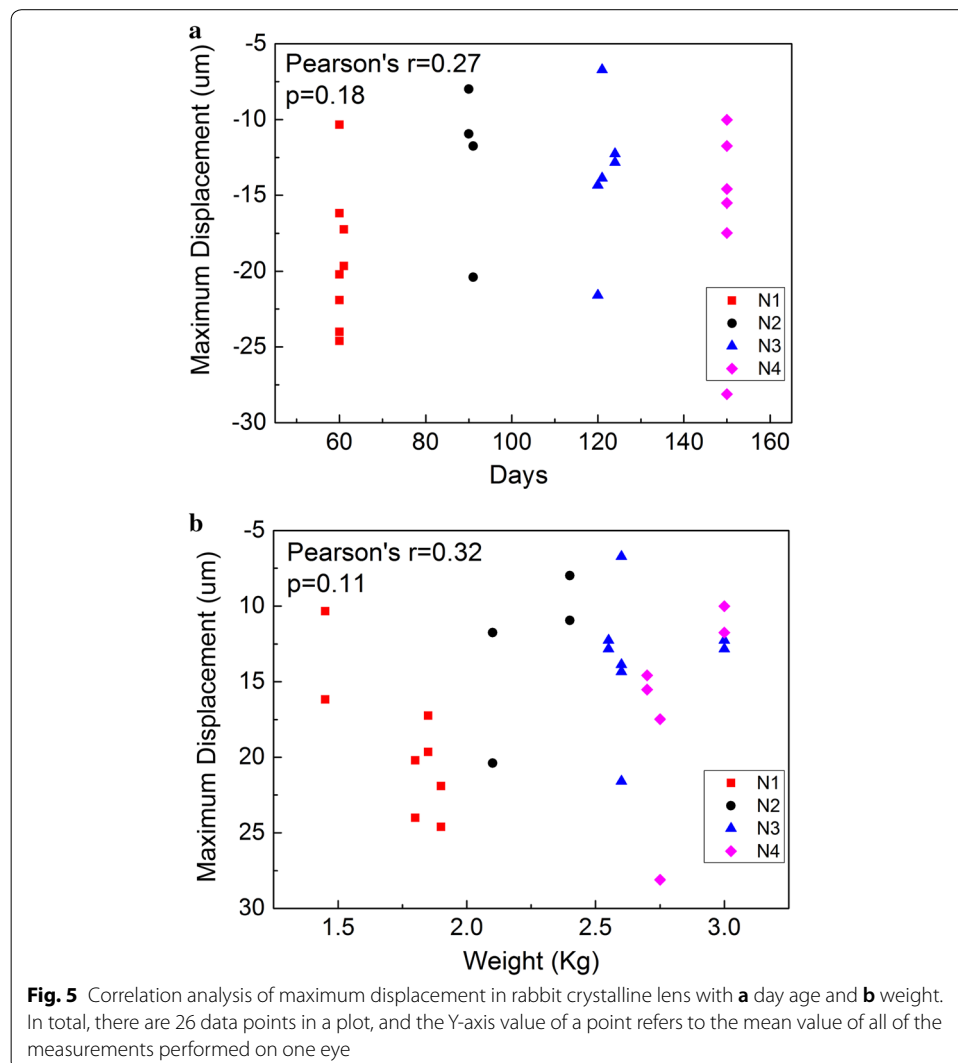 a
Pearson's r=0.27
p=0.18
Maximum Displacement (um)
-5
-10
-15
-20
-25
-30
60 80 100 120 140 160
Days
N1
N2
N3
N4
b
Pearson's r=0.32
p=0.11
Maximum Displacement (um)
-5
10
15
20
25
30
1.5 2.0 2.5 3.0
Weight (Kg)
N1
N2
N3
N4
Fig. 5 Correlation analysis of maximum displacement in rabbit crystalline lens with a day age and b weight.
In total, there are 26 data points in a plot, and the Y-axis value of a point refers to the mean value of all of the
measurements performed on one eye